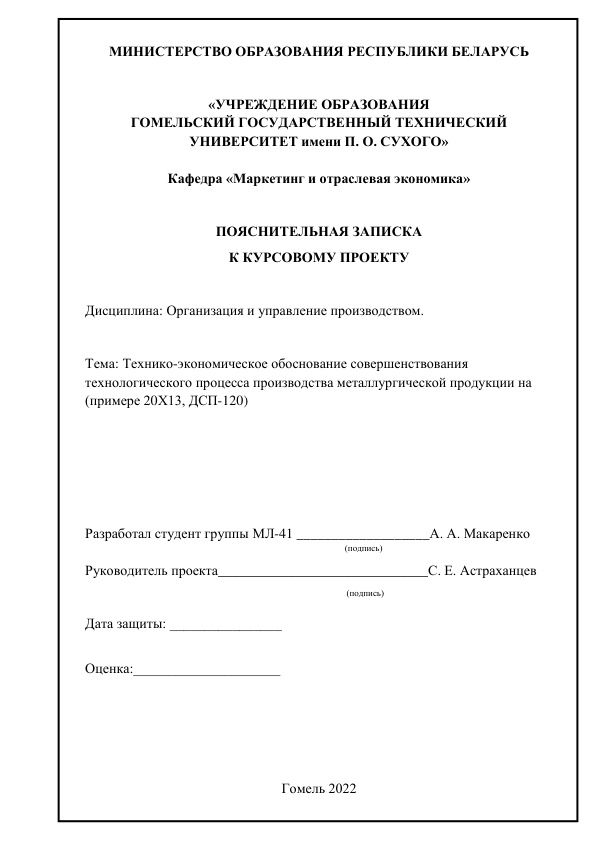 МИНИСТЕРСТВО ОБРАЗОВАНИЯ РЕСПУБЛИКИ БЕЛАРУСЬ
«УЧРЕЖДЕНИЕ ОБРАЗОВАНИЯ
ГОМЕЛЬСКИЙ ГОСУДАРСТВЕННЫЙ ТЕХНИЧЕСКИЙ
УНИВЕРСИТЕТ имени П. О. СУХОГО»
Кафедра «Маркетинг и отраслевая экономика»
ПОЯСНИТЕЛЬНАЯ ЗАПИСКА
К КУРСОВОМУ ПРОЕКТУ
Дисциплина: Организация и управление производством.
Тема: Технико-экономическое обоснование совершенствования
технологического процесса производства металлургической продукции на
(примере 20Х13, ДСП-120)
Разработал студент группы МЛ-41 ___________________А. А. Макаренко
(подпись)
Руководитель проекта______________________________С. Е. Астраханцев
(подпись)
Дата защиты: ________________
Оценка:_____________________
Гомель 2022